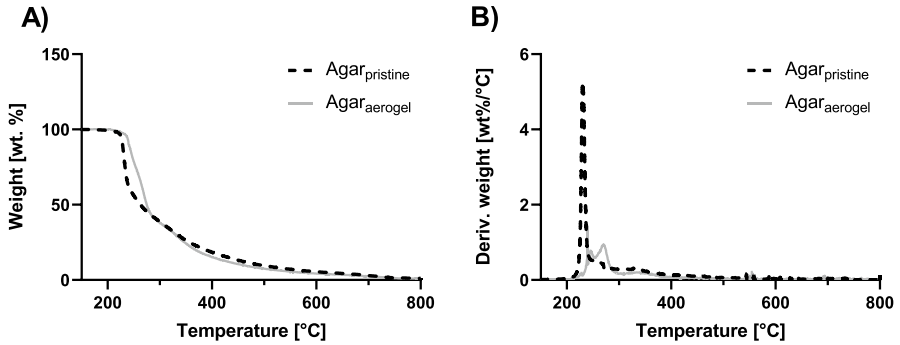 A)
Weight [wt. %]
150
100
50
0
200
400
600
800
Temperature [°C]
Agarpristine
Agaraerogel
B)
Deriv. weight [wt%/°C]
6
4
2
0
200
400
600
800
Temperature [°C]
Agarpristine
Agaraerogel